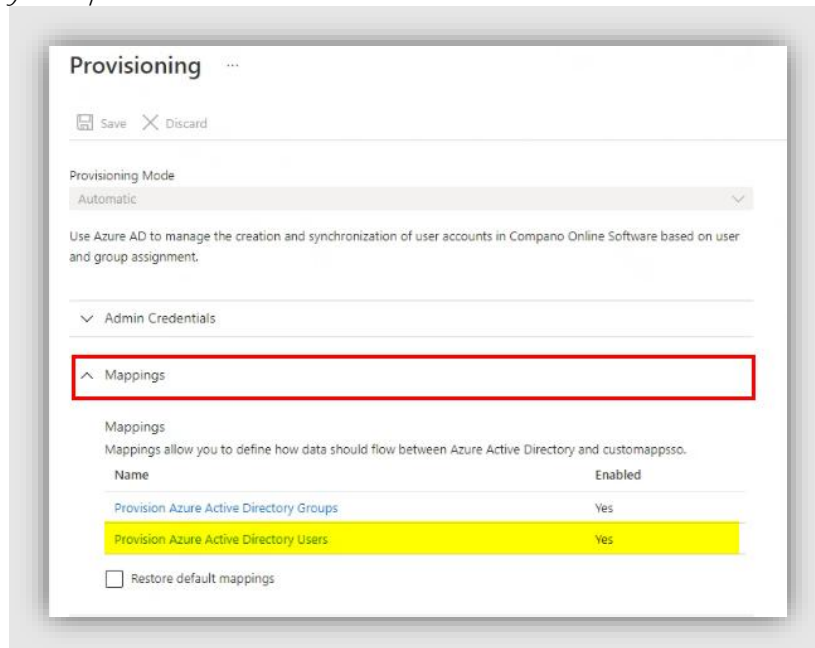 Provisioning ...
Save Discard
Provisioning Mode
Automatic
Use Azure AD to manage the creation and synchronization of user accounts in Compano Online Software based on user
and group assignment.
Admin Credentials
Mappings
Mappings
Mappings allow you to define how data should flow between Azure Active Directory and customappsso.
Name Enabled
Provision Azure Active Directory Groups Yes
Provision Azure Active Directory Users Yes
Restore default mappings